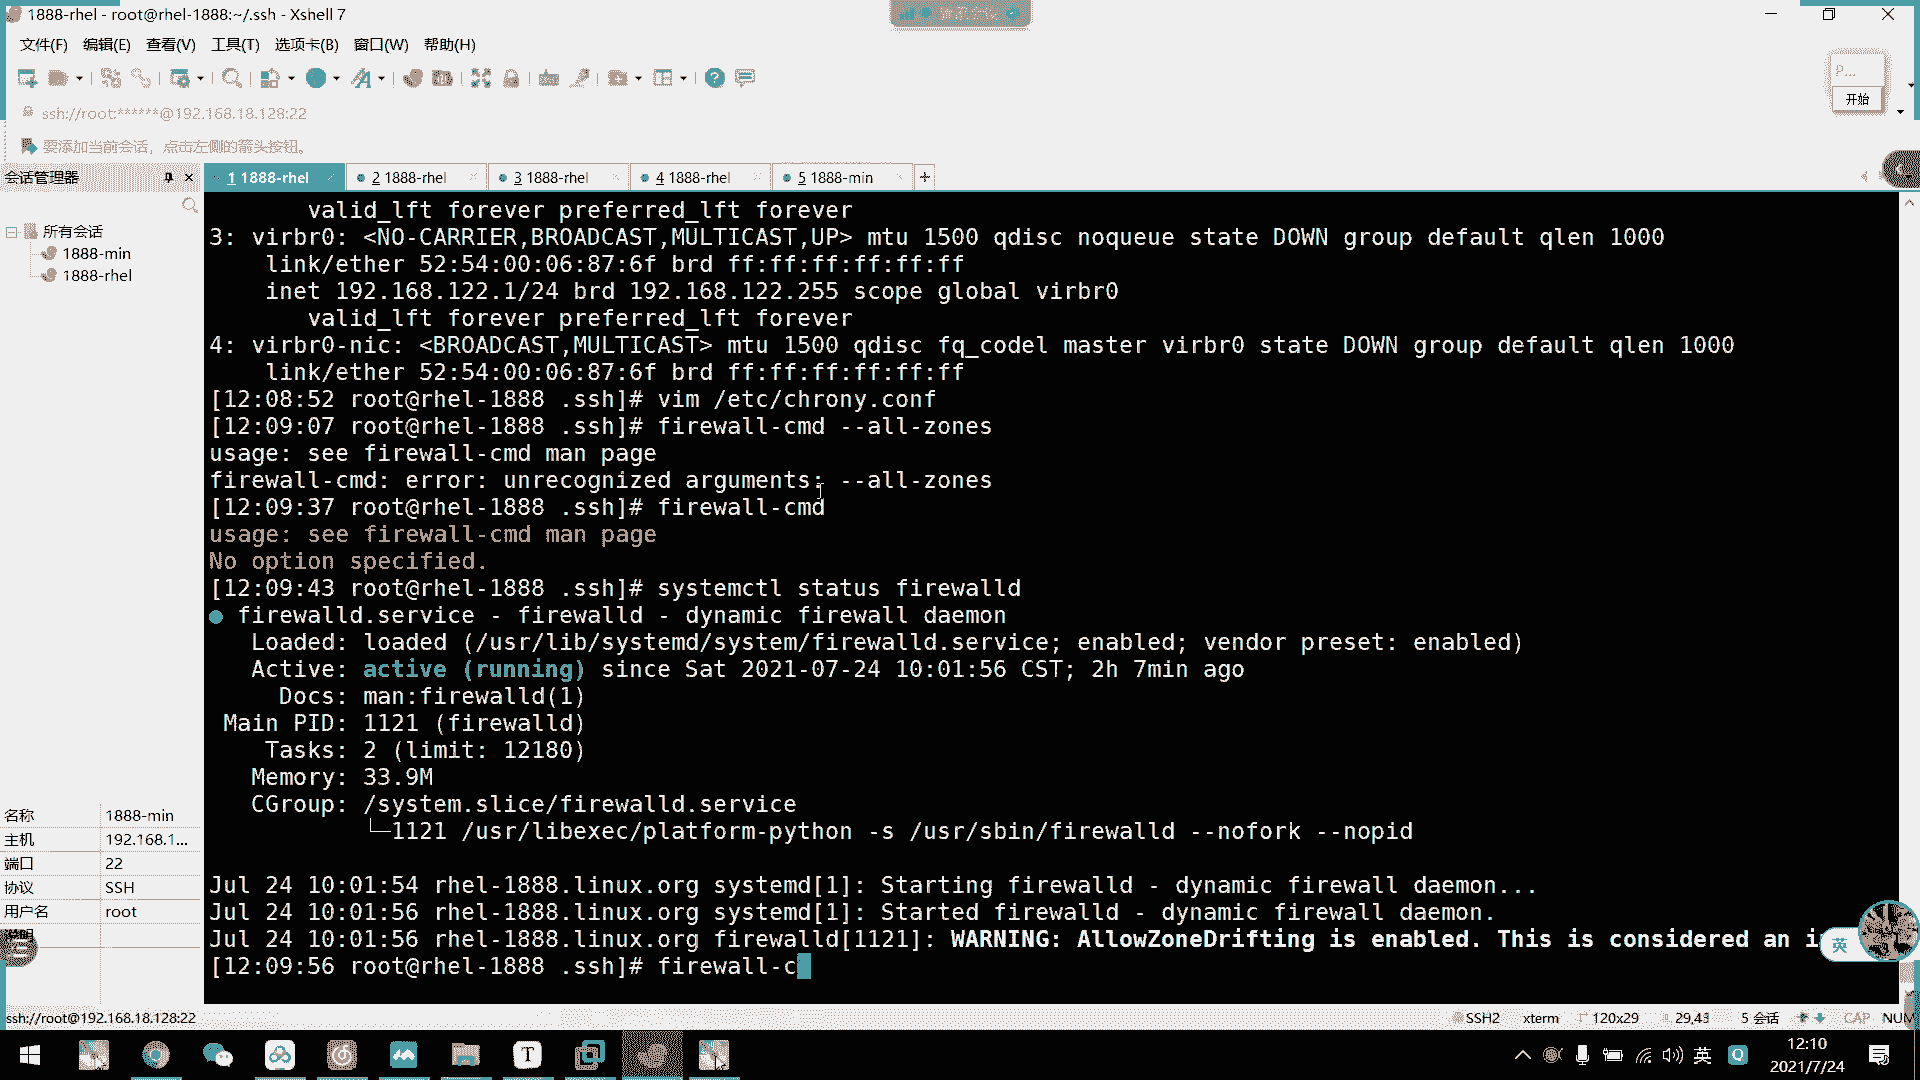 1888-rhel - root@rhel-1888:~/.ssh - Xshell 7
文件(F) 编辑(E) 查看(V) 工具(T) 选项卡(B) 窗口(W) 帮助(H)
P...
开始
ssh://root:******@192.168.18.128:22
要添加当前会话，点击左侧的箭头按钮。
会话管理器
1 1888-rhel
2 1888-rhel
3 1888-rhel
4 1888-rhel
5 1888-min
所有会话
1888-min
1888-rhel
valid_lft forever preferred_lft forever
3: virbr0: <NO-CARRIER,BROADCAST,MULTICAST,UP> mtu 1500 qdisc noqueue state DOWN group default qlen 1000
link/ether 52:54:00:06:87:6f brd ff:ff:ff:ff:ff:ff
inet 192.168.122.1/24 brd 192.168.122.255 scope global virbr0
valid_lft forever preferred_lft forever
4: virbr0-nic: <BROADCAST,MULTICAST> mtu 1500 qdisc fq_codel master virbr0 state DOWN group default qlen 1000
link/ether 52:54:00:06:87:6f brd ff:ff:ff:ff:ff:ff
[12:08:52 root@rhel-1888 .ssh]# vim /etc/chrony.conf
[12:09:07 root@rhel-1888 .ssh]# firewall-cmd --all-zones
usage: see firewall-cmd man page
firewall-cmd: error: unrecognized arguments: --all-zones
[12:09:37 root@rhel-1888 .ssh]# firewall-cmd
usage: see firewall-cmd man page
No option specified.
[12:09:43 root@rhel-1888 .ssh]# systemctl status firewalld
● firewalld.service - firewalld - dynamic firewall daemon
Loaded: loaded (/usr/lib/systemd/system/firewalld.service; enabled; vendor preset: enabled)
Active: active (running) since Sat 2021-07-24 10:01:56 CST; 2h 7min ago
Docs: man:firewalld(1)
Main PID: 1121 (firewalld)
Tasks: 2 (limit: 12180)
Memory: 33.9M
CGroup: /system.slice/firewalld.service
└─1121 /usr/libexec/platform-python -s /usr/sbin/firewalld --nofork --nopid
Jul 24 10:01:54 rhel-1888.linux.org systemd[1]: Starting firewalld - dynamic firewall daemon...
Jul 24 10:01:56 rhel-1888.linux.org systemd[1]: Started firewalld - dynamic firewall daemon.
Jul 24 10:01:56 rhel-1888.linux.org firewalld[1121]: WARNING: AllowZoneDrifting is enabled. This is considered an
[12:09:56 root@rhel-1888 .ssh]# firewall-c
名称 1888-min
主机 192.168.1...
端口 22
协议 SSH
用户名 root
说明
英
ssh://root@192.168.18.128:22
SSH2 xterm 120x29 29,43 5 会话 CAP NUM
英
12:10
2021/7/24